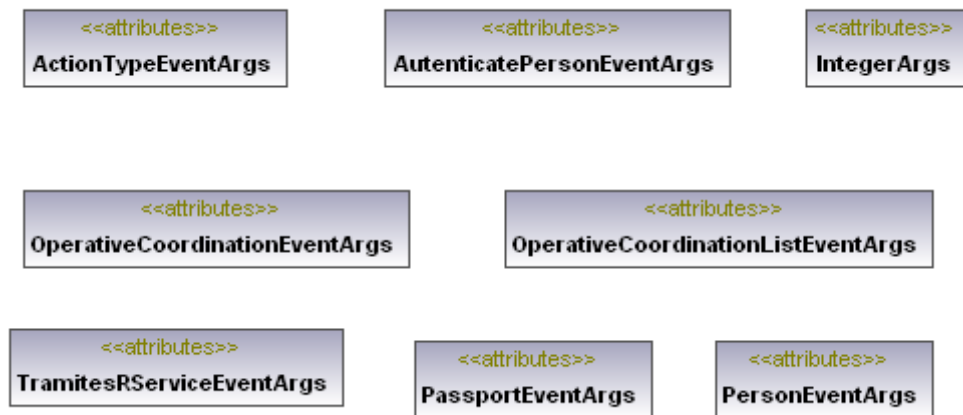 <<attributes>>
ActionTypeEventArgs
<<attributes>>
AutenticatePersonEventArgs
<<attributes>>
IntegerArgs
<<attributes>>
OperativeCoordinationEventArgs
<<attributes>>
OperativeCoordinationListEventArgs
<<attributes>>
TramitesRServiceEventArgs
<<attributes>>
PassportEventArgs
<<attributes>>
PersonEventArgs